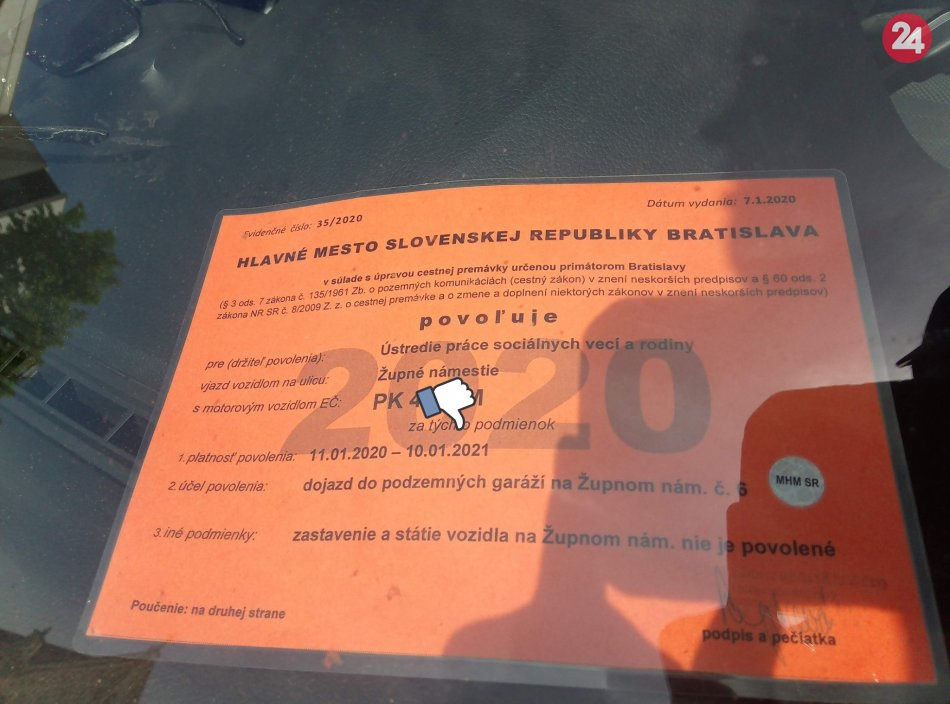 24
Evidenčné číslo: 35/2020
Dátum vydania: 7.1.2020
HLAVNÉ MESTO SLOVENSKEJ REPUBLIKY BRATISLAVA
v súlade s úpravou cestnej premávky určenou primátorom Bratislavy
(§ 3 ods. 7 zákona č. 135/1961 Zb. o pozemných komunikáciách (cestný zákon) v znení neskorších predpisov a § 60 ods. 2
zákona NR SR č. 8/2009 Z. z. o cestnej premávke a o zmene a doplnení niektorých zákonov v znení neskorších predpisov)
povoľuje
2020
pre (držiteľ povolenia): Ústredie práce sociálnych vecí a rodiny
vjazd vozidlom na ulicu: Župné námestie
s motorovým vozidlom EČ: PK 4 M
za týchto podmienok
1. platnosť povolenia: 11.01.2020 – 10.01.2021
2. účel povolenia: dojazd do podzemných garáží na Župnom nám. č. 6
MHM SR
3. iné podmienky: zastavenie a státie vozidla na Župnom nám. nie je povolené
Poučenie: na druhej strane
podpis a pečiatka